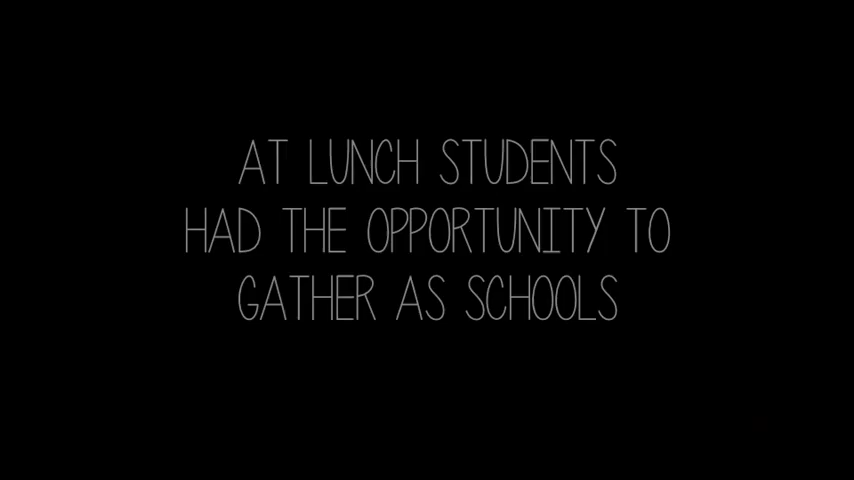 AT LUNCH STUDENTS
HAD THE OPPORTUNITY TO
GATHER AS SCHOOLS